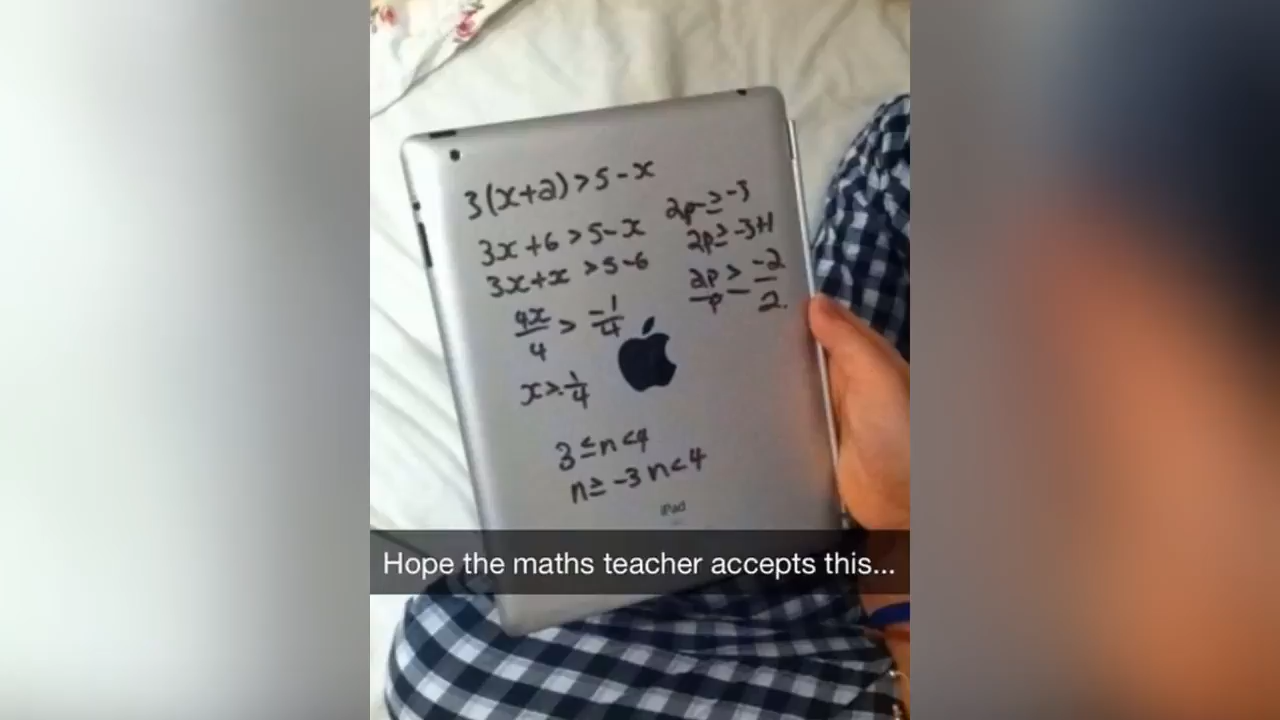 3(x+2)>5-x
3x+6>5-x
3x+x>5-6
4x/4 > -1/4
x>-1/4
2p ≥ -3
2p ≥ -3+1
≥ -2/2
3≤n<4
n≥-3 n<4
iPad
Hope the maths teacher accepts this...